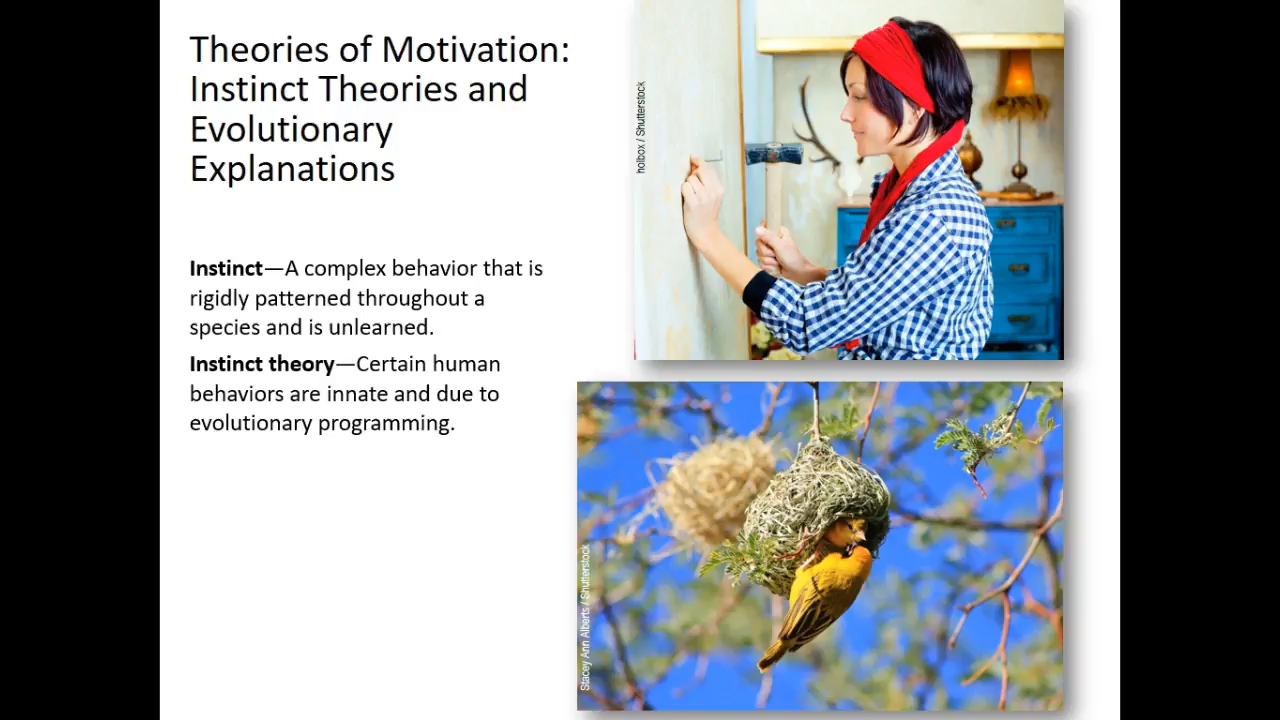 Theories of Motivation:
Instinct Theories and
Evolutionary
Explanations
Instinct—A complex behavior that is
rigidly patterned throughout a
species and is unlearned.
Instinct theory—Certain human
behaviors are innate and due to
evolutionary programming.
holbox / Shutterstock
Stacey Ann Alberts / Shutterstock